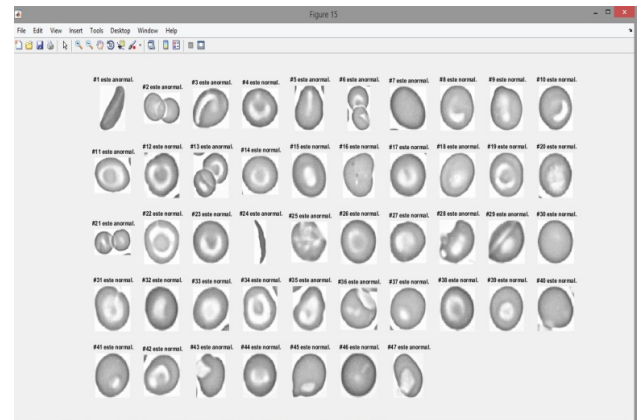 Figure 15
File Edit View Insert Tools Desktop Window Help
#1 este anormal. #2 este anormal. #3 este anormal. #4 este normal. #5 este anormal. #6 este anormal. #7 este anormal. #8 este normal. #9 este normal. #10 este normal.
#11 este anormal. #12 este normal. #13 este anormal. #14 este normal. #15 este normal. #16 este normal. #17 este normal. #18 este anormal. #19 este normal. #20 este normal.
#21 este anormal. #22 este normal. #23 este normal. #24 este anormal. #25 este anormal. #26 este normal. #27 este normal. #28 este anormal. #29 este anormal. #30 este normal.
#31 este normal. #32 este normal. #33 este normal. #34 este normal. #35 este anormal. #36 este anormal. #37 este normal. #38 este normal. #39 este normal. #40 este normal.
#41 este normal. #42 este normal. #43 este anormal. #44 este normal. #45 este normal. #46 este normal. #47 este anormal.